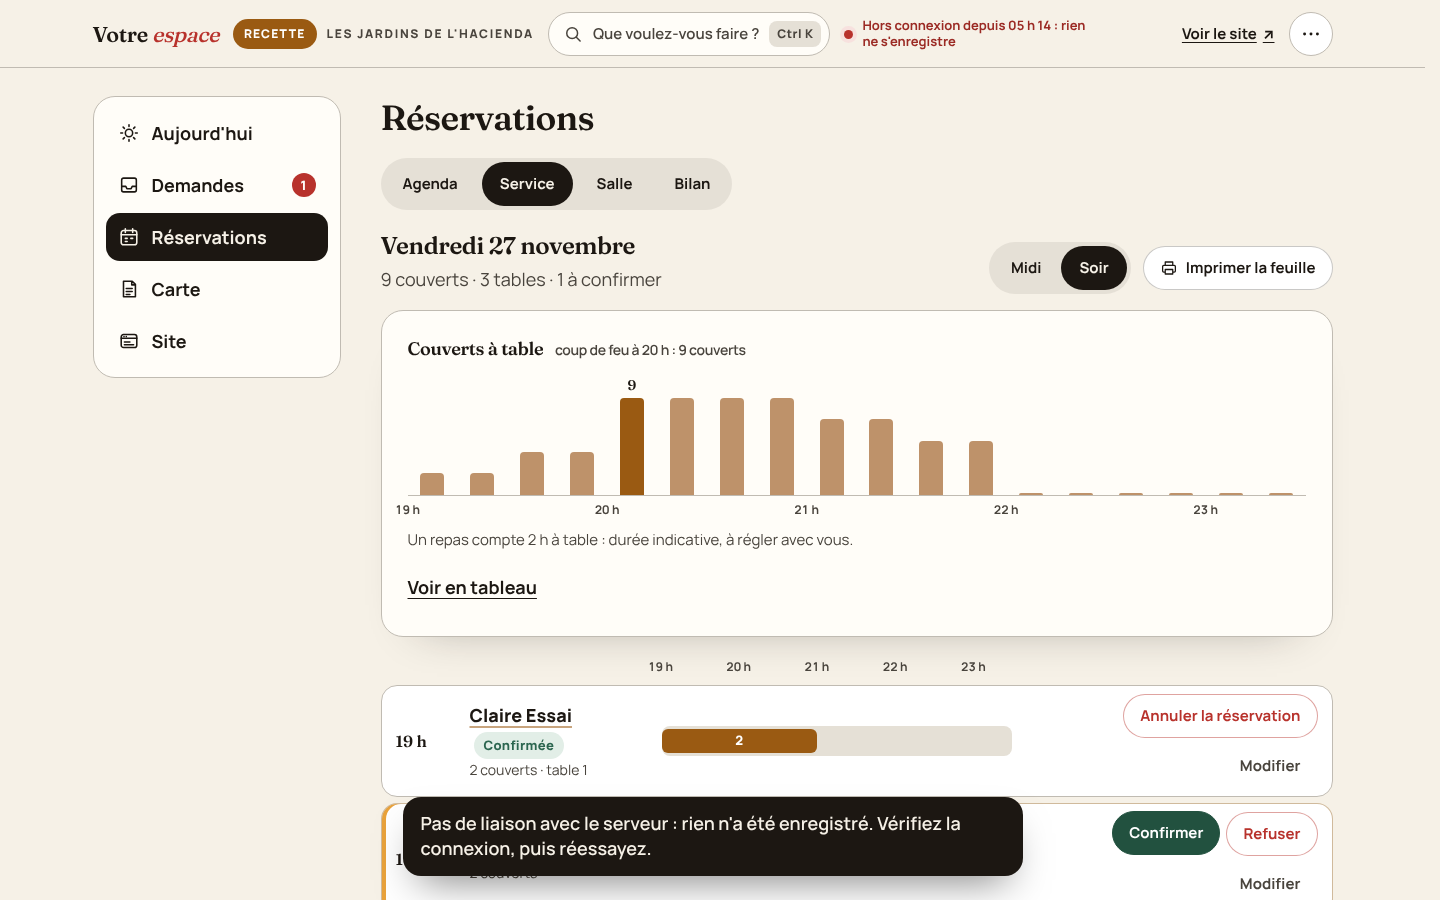 Votre espace
RECETTE
LES JARDINS DE L'HACIENDA
Que voulez-vous faire ?
Ctrl K
Hors connexion depuis 05 h 14 : rien
ne s'enregistre
Voir le site
Aujourd'hui
Demandes
1
Réservations
Carte
Site
Réservations
Agenda
Service
Salle
Bilan
Vendredi 27 novembre
9 couverts · 3 tables · 1 à confirmer
Midi
Soir
Imprimer la feuille
Couverts à table
coup de feu à 20 h : 9 couverts
9
19 h
20 h
21 h
22 h
23 h
Un repas compte 2 h à table : durée indicative, à régler avec vous.
Voir en tableau
19 h
20 h
21 h
22 h
23 h
19 h
Claire Essai
Confirmée
2 couverts · table 1
2
Annuler la réservation
Modifier
Pas de liaison avec le serveur : rien n'a été enregistré. Vérifiez la
connexion, puis réessayez.
Confirmer
Refuser
Modifier